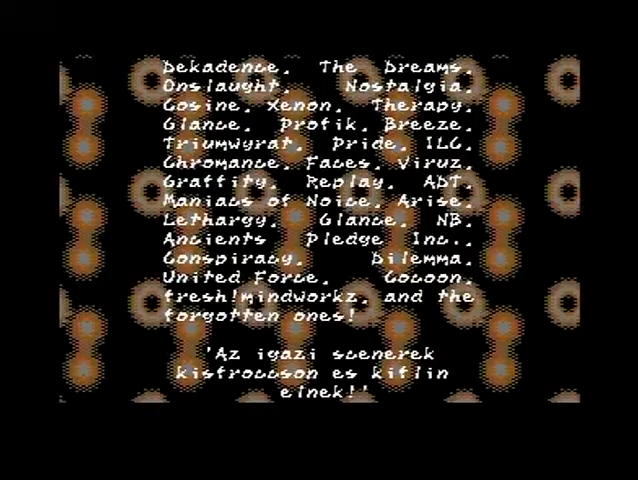 Dekadence, The Dreams,
Onslaught, Nostalgia,
Cosine, Xenon, Therapy,
Glance, Profik, Breeze,
Triumwyrat, Pride, ILC,
Chromance, Faces, Viruz,
Graffity, Replay, ADT,
Maniacs of Noice, Arise,
Lethargy, Glance, NB,
Ancients Pledge Inc.,
Conspiracy, Dilemma,
United Force, Cocoon,
fresh!mindworkz, and the
forgotten ones!
'Az igazi scenerek
kisfroccson es kiflin
elnek!'